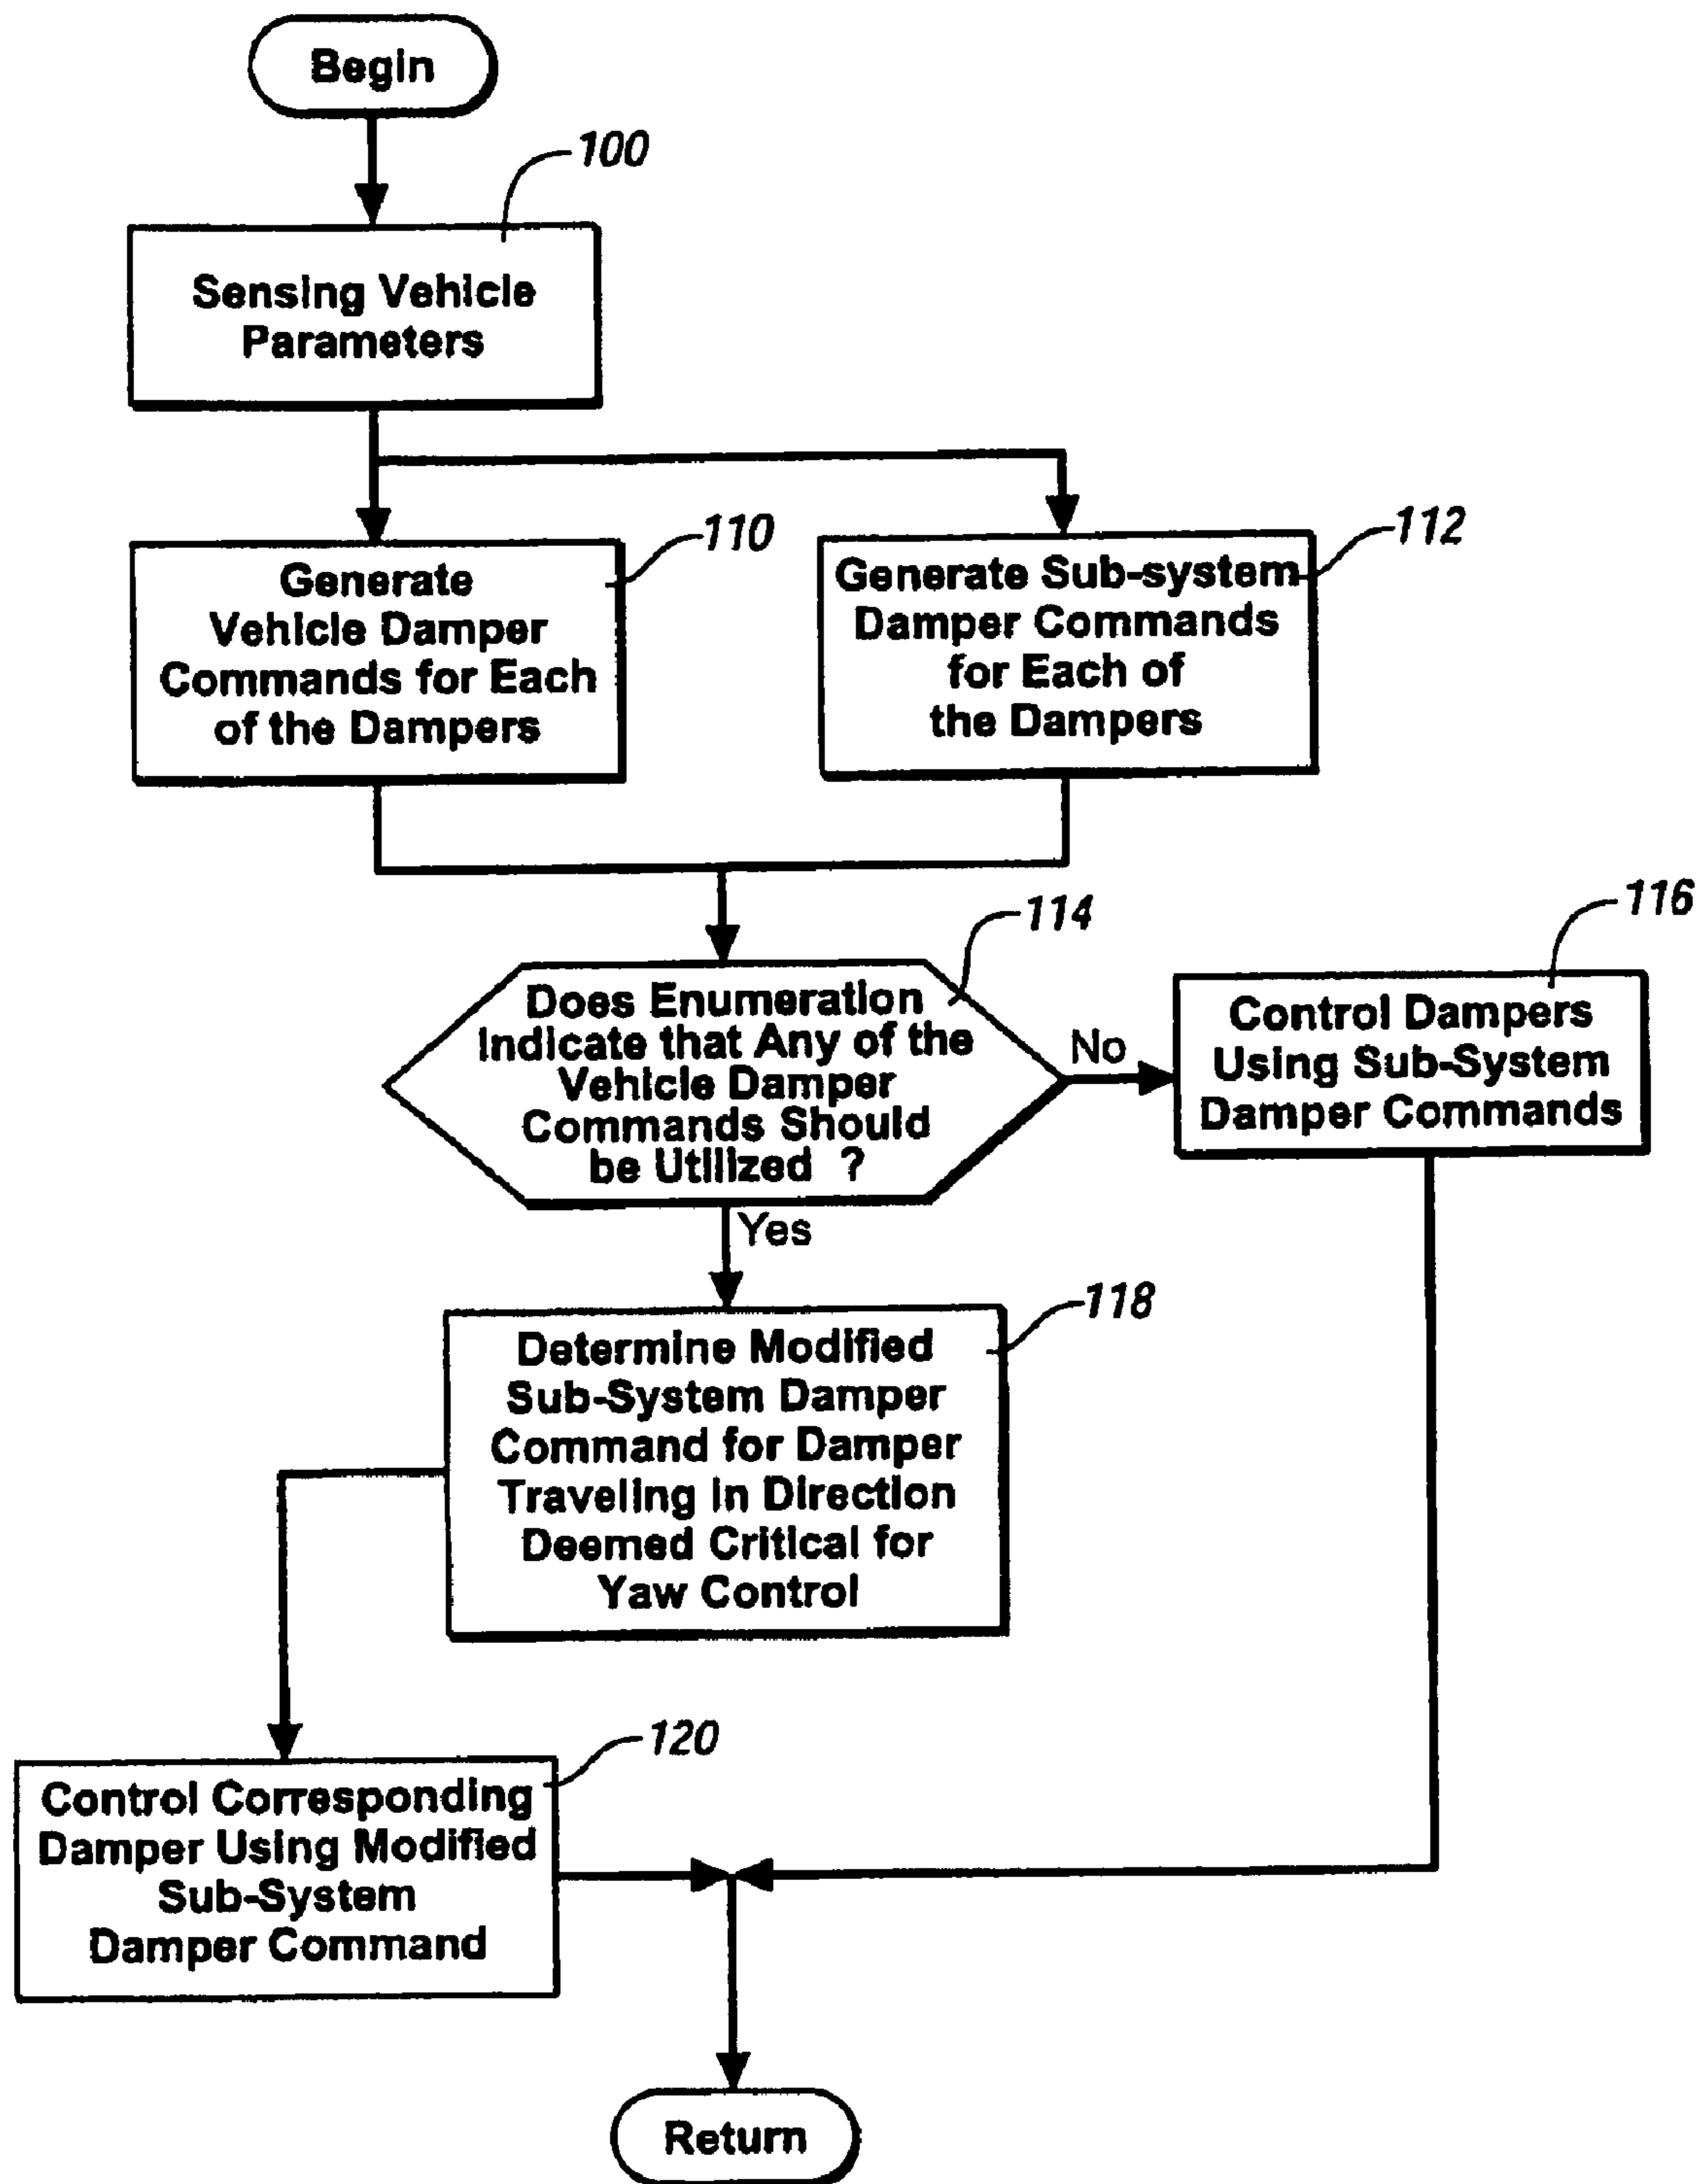 Begin
100
Sensing Vehicle
Parameters
110
Generate
Vehicle Damper
Commands for Each
of the Dampers
112
Generate Sub-system
Damper Commands
for Each of
the Dampers
114
Does Enumeration
Indicate that Any of the
Vehicle Damper
Commands Should
be Utilized ?
No
116
Control Dampers
Using Sub-System
Damper Commands
Yes
118
Determine Modified
Sub-System Damper
Command for Damper
Traveling in Direction
Deemed Critical for
Yaw Control
120
Control Corresponding
Damper Using Modified
Sub-System
Damper Command
Return